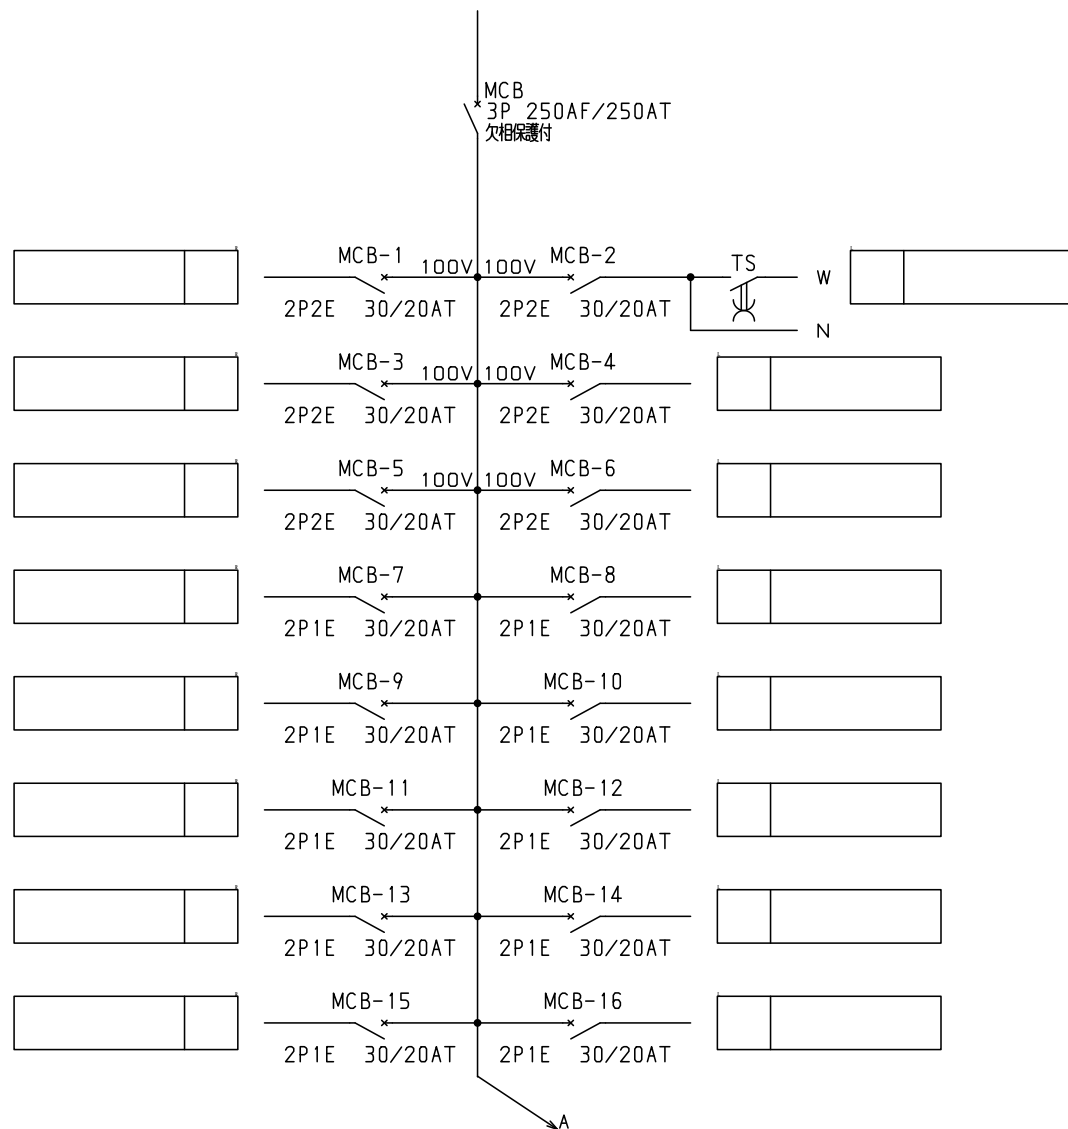 MCB
3P 250AF/250AT
欠相保護付
MCB-1 100V 100V MCB-2 TS W
2P2E 30/20AT 2P2E 30/20AT N
MCB-3 100V 100V MCB-4
2P2E 30/20AT 2P2E 30/20AT
MCB-5 100V 100V MCB-6
2P2E 30/20AT 2P2E 30/20AT
MCB-7 MCB-8
2P1E 30/20AT 2P1E 30/20AT
MCB-9 MCB-10
2P1E 30/20AT 2P1E 30/20AT
MCB-11 MCB-12
2P1E 30/20AT 2P1E 30/20AT
MCB-13 MCB-14
2P1E 30/20AT 2P1E 30/20AT
MCB-15 MCB-16
2P1E 30/20AT 2P1E 30/20AT
A